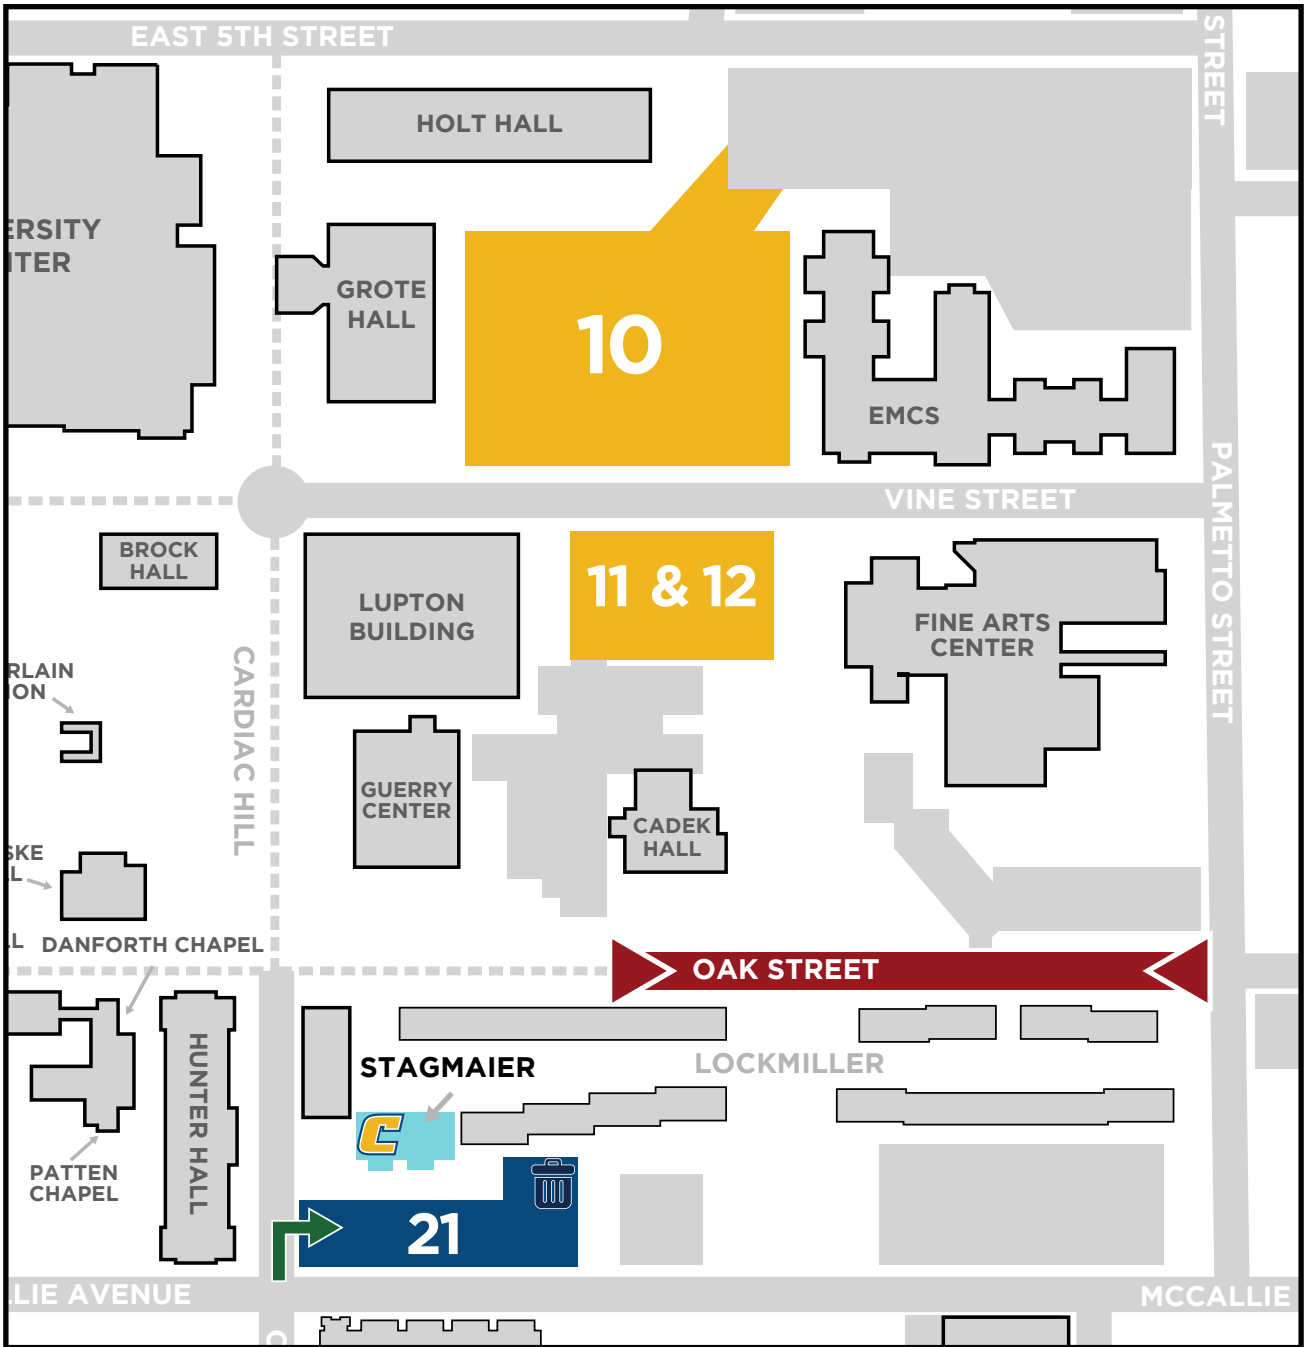 EAST 5TH STREET
STREET
HOLT HALL
ERSITY
GROTE
HALL
10
EMCS
VINE STREET
PALMETTO STREET
BROCK
HALL
LUPTON
BUILDING
11 & 12
FINE ARTS
CENTER
RLAIN
ION
CARDIAC HILL
GUERRY
CENTER
CADEK
HALL
SKE
LL
DANFORTH CHAPEL
OAK STREET
HUNTER HALL
STAGMAIER
LOCKMILLER
C
PATTEN
CHAPEL
21
LLIE AVENUE
MCCALLIE